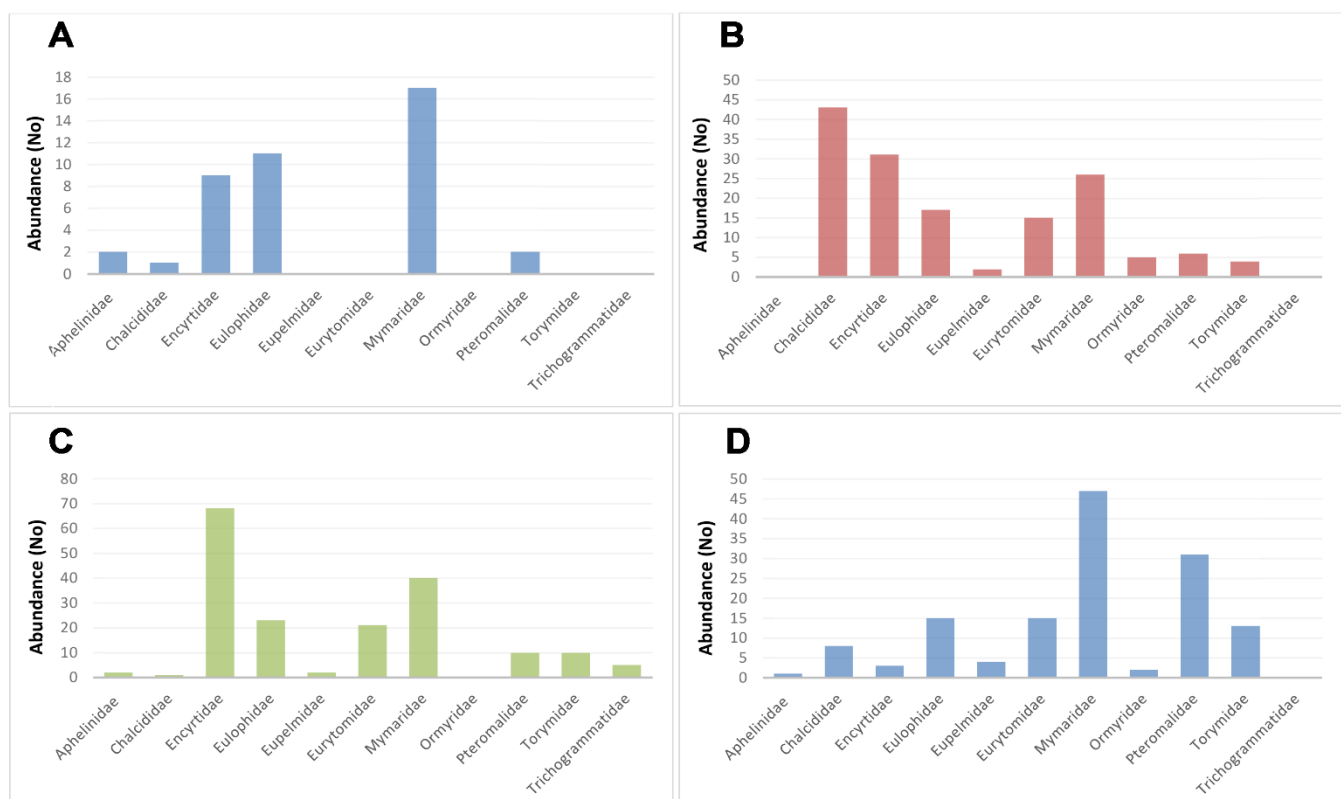 A
Abundance (No)
18
16
14
12
10
8
6
4
2
0
Aphelinidae
Chalcididae
Encyrtidae
Eulophidae
Eupelmidae
Eurytomidae
Mymaridae
Ormyridae
Pteromalidae
Torymidae
Trichogrammatidae
B
Abundance (No)
50
45
40
35
30
25
20
15
10
5
0
Aphelinidae
Chalcididae
Encyrtidae
Eulophidae
Eupelmidae
Eurytomidae
Mymaridae
Ormyridae
Pteromalidae
Torymidae
Trichogrammatidae
C
Abundance (No)
80
70
60
50
40
30
20
10
0
Aphelinidae
Chalcididae
Encyrtidae
Eulophidae
Eupelmidae
Eurytomidae
Mymaridae
Ormyridae
Pteromalidae
Torymidae
Trichogrammatidae
D
Abundance (No)
50
45
40
35
30
25
20
15
10
5
0
Aphelinidae
Chalcididae
Encyrtidae
Eulophidae
Eupelmidae
Eurytomidae
Mymaridae
Ormyridae
Pteromalidae
Torymidae
Trichogrammatidae